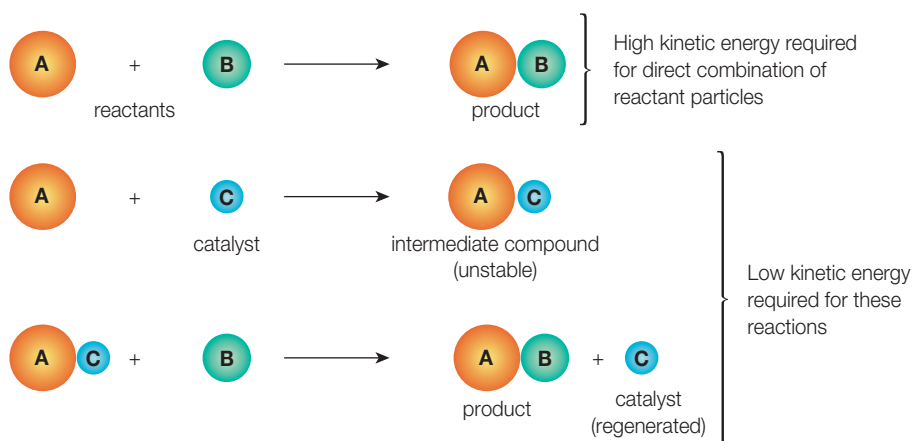 A + B A B
reactants
product
High kinetic energy required
for direct combination of
reactant particles
A + C A C
catalyst
intermediate compound
(unstable)
A C + B A B + C
product
catalyst
(regenerated)
Low kinetic energy
required for these
reactions